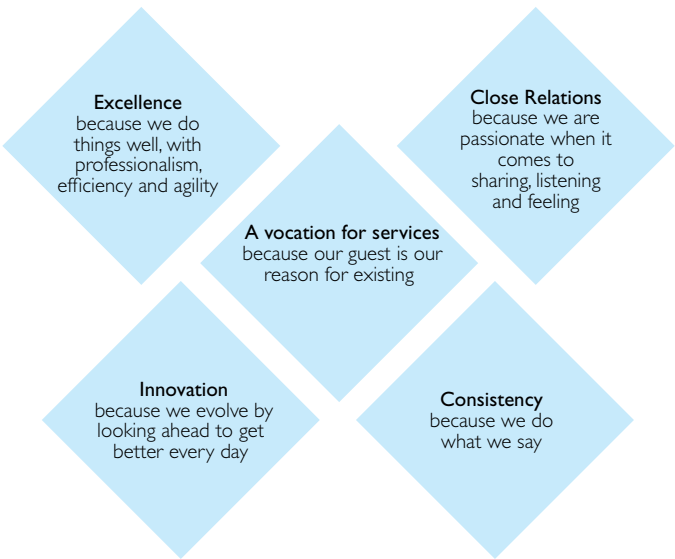 Excellence
because we do
things well, with
professionalism,
efficiency and agility
Close Relations
because we are
passionate when it
comes to
sharing, listening
and feeling
A vocation for services
because our guest is our
reason for existing
Innovation
because we evolve by
looking ahead to get
better every day
Consistency
because we do
what we say